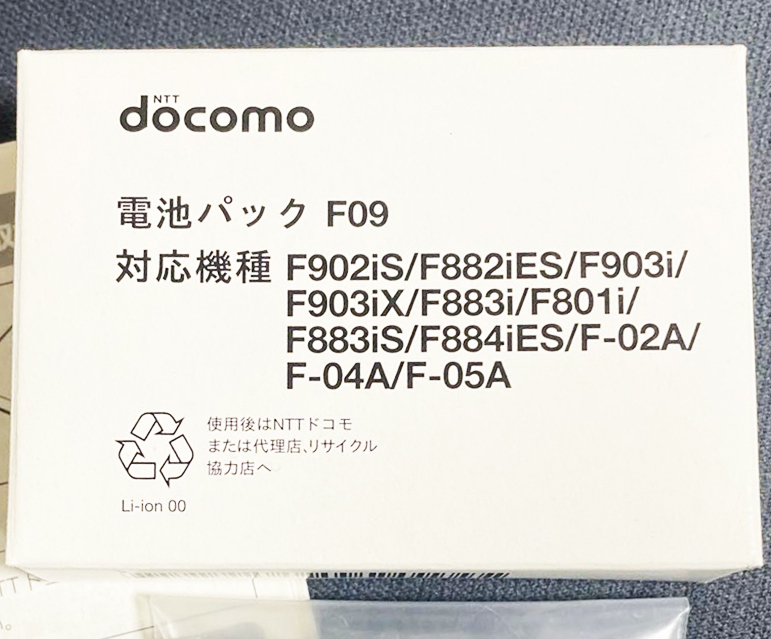 NTT
docomo
電池パック F09
対応機種 F902iS/F882iES/F903i/
F903iX/F883i/F801i/
F883iS/F884iES/F-02A/
F-04A/F-05A
使用後はNTTドコモ
または代理店、リサイクル
協力店へ
Li-ion 00